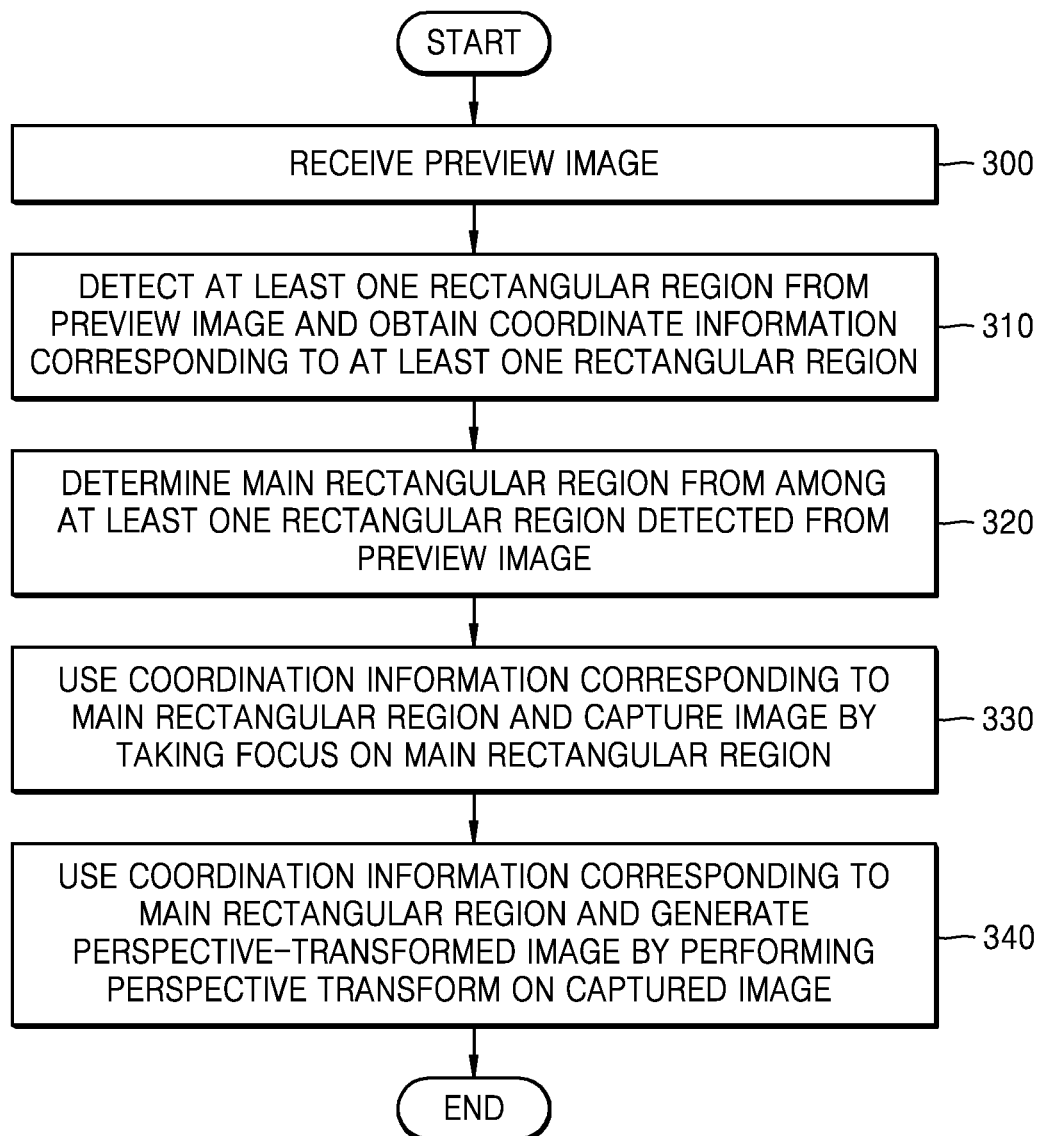 START
RECEIVE PREVIEW IMAGE
300
DETECT AT LEAST ONE RECTANGULAR REGION FROM
PREVIEW IMAGE AND OBTAIN COORDINATE INFORMATION
CORRESPONDING TO AT LEAST ONE RECTANGULAR REGION
310
DETERMINE MAIN RECTANGULAR REGION FROM AMONG
AT LEAST ONE RECTANGULAR REGION DETECTED FROM
PREVIEW IMAGE
320
USE COORDINATION INFORMATION CORRESPONDING TO
MAIN RECTANGULAR REGION AND CAPTURE IMAGE BY
TAKING FOCUS ON MAIN RECTANGULAR REGION
330
USE COORDINATION INFORMATION CORRESPONDING TO
MAIN RECTANGULAR REGION AND GENERATE
PERSPECTIVE-TRANSFORMED IMAGE BY PERFORMING
PERSPECTIVE TRANSFORM ON CAPTURED IMAGE
340
END